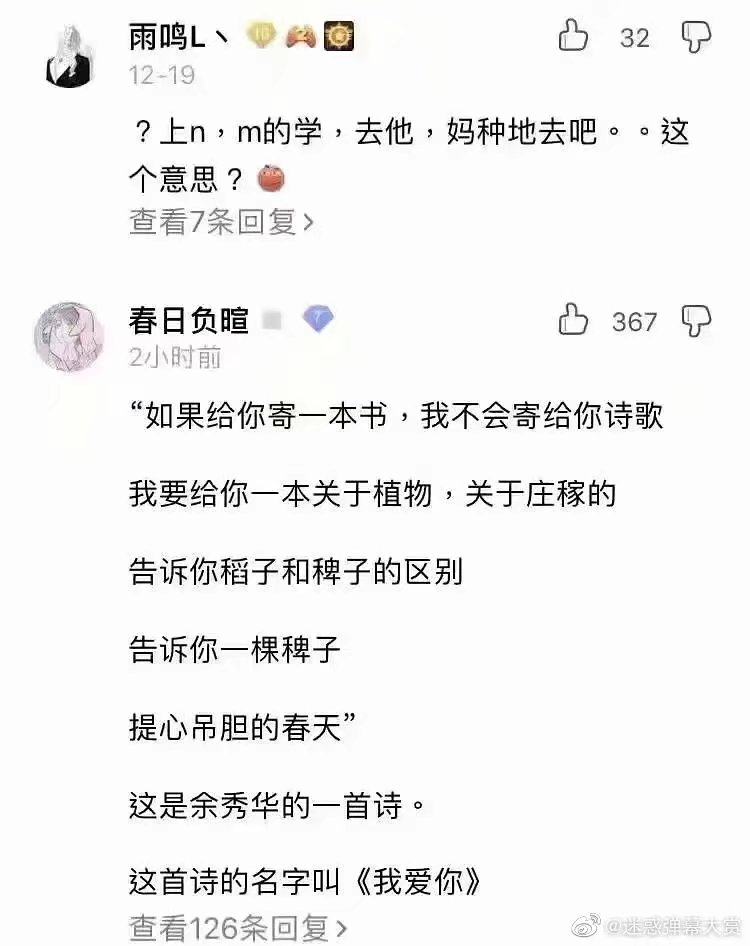 雨鸣L丶
32
12-19
？上n，m的学，去他，妈种地去吧。。这
个意思？
查看7条回复>
春日负暄
367
2小时前
“如果给你寄一本书，我不会寄给你诗歌
我要给你一本关于植物，关于庄稼的
告诉你稻子和稗子的区别
告诉你一棵稗子
提心吊胆的春天”
这是余秀华的一首诗。
这首诗的名字叫《我爱你》
查看126条回复>
@迷惑弹幕大赏